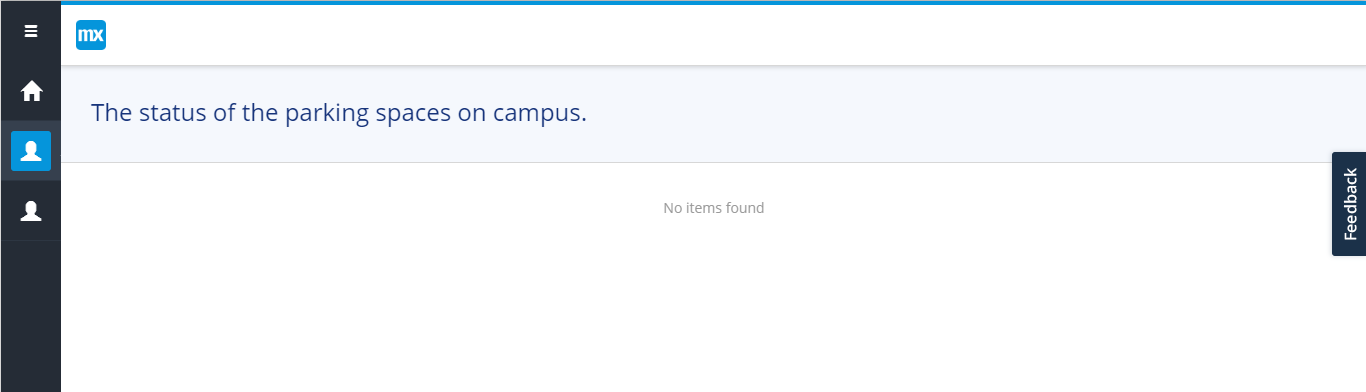 mx
The status of the parking spaces on campus.
No items found
Feedback